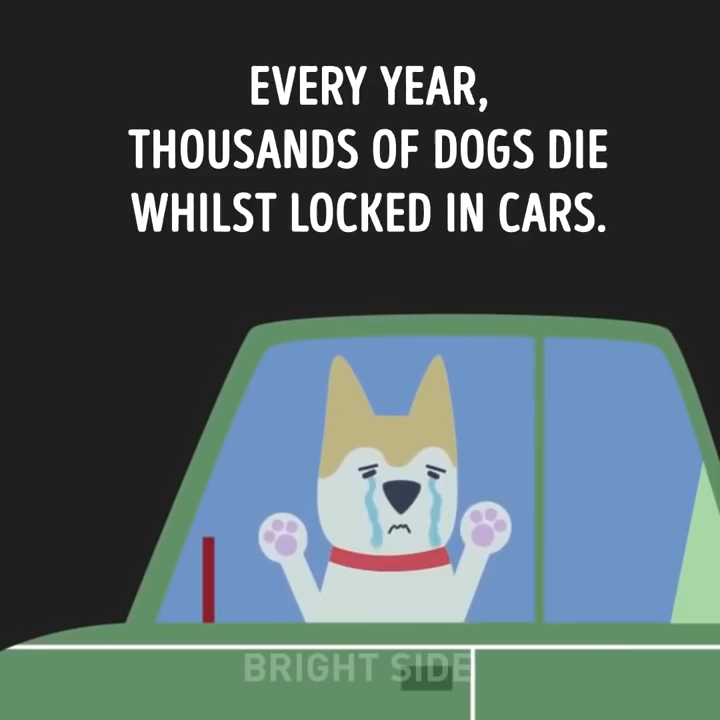 EVERY YEAR,
THOUSANDS OF DOGS DIE
WHILST LOCKED IN CARS.
BRIGHT SIDE